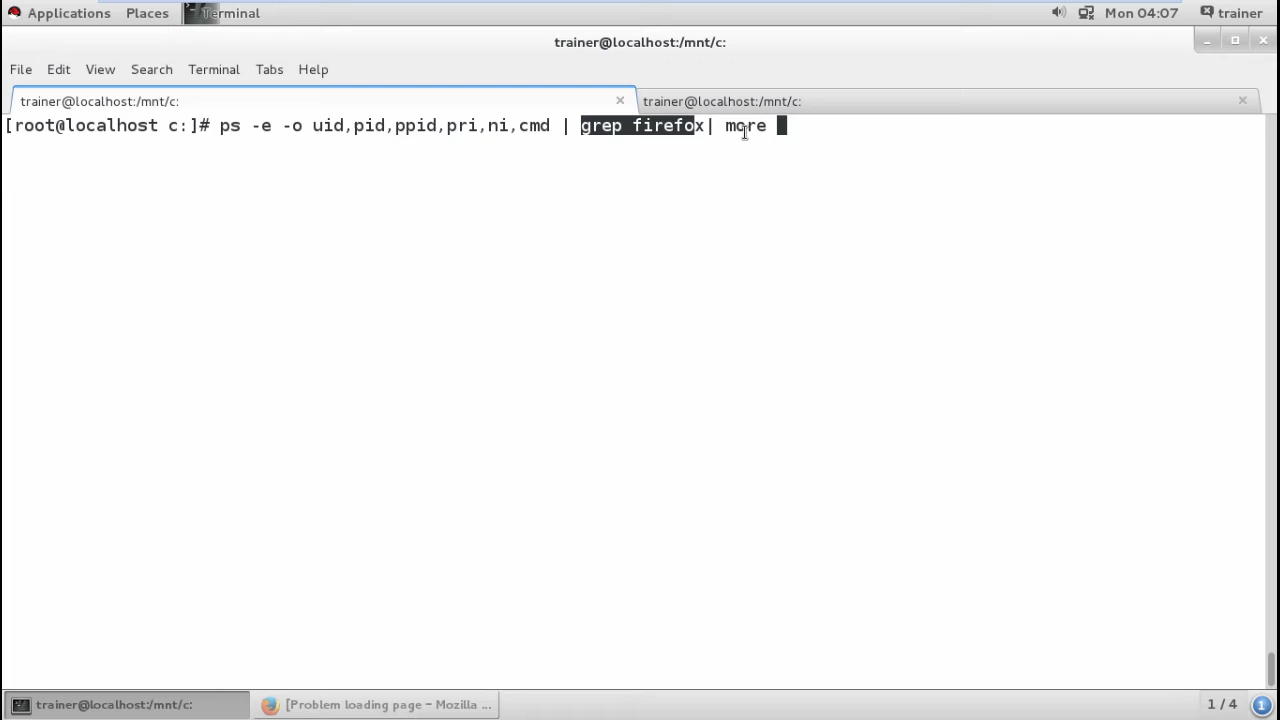 Applications Places Terminal Mon 04:07 trainer
trainer@localhost:/mnt/c:
File Edit View Search Terminal Tabs Help
trainer@localhost:/mnt/c: trainer@localhost:/mnt/c:
[root@localhost c:]# ps -e -o uid,pid,ppid,pri,ni,cmd | grep firefox| more
trainer@localhost:/mnt/c: [Problem loading page – Mozilla ... 1 / 4 1